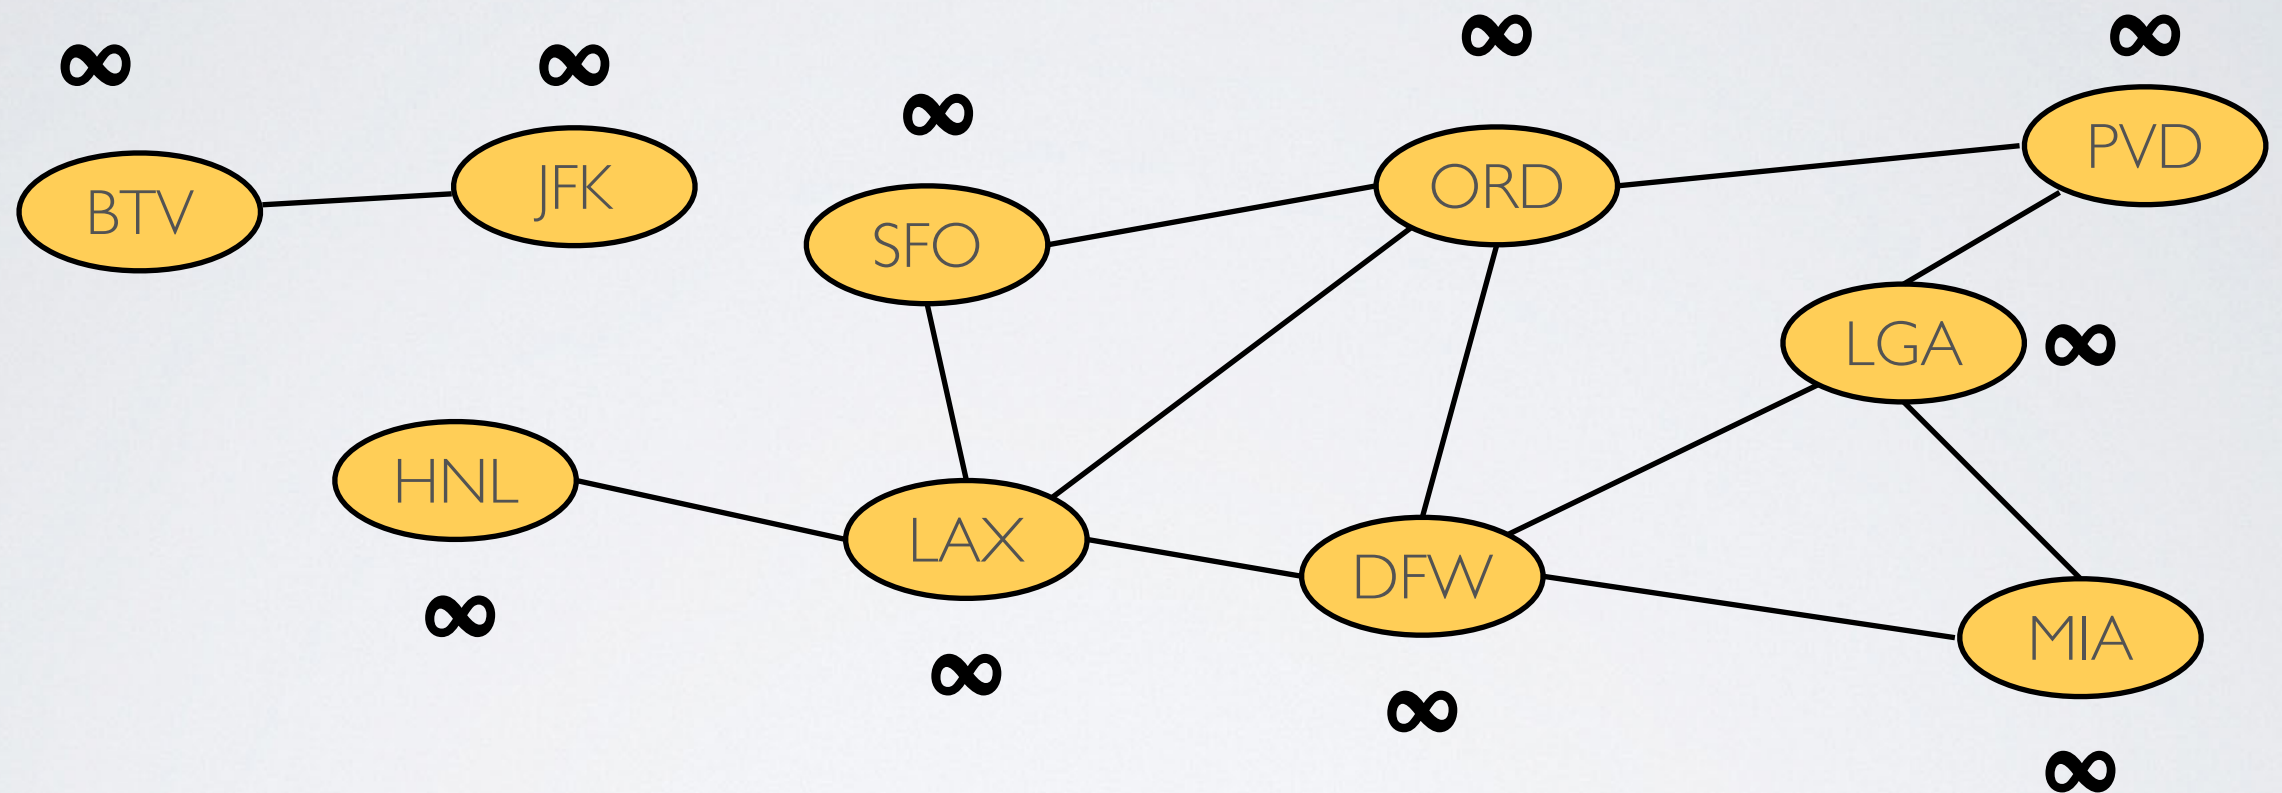 ∞
∞
∞
∞
∞
BTV
JFK
SFO
ORD
PVD
LGA
∞
HNL
LAX
DFW
MIA
∞
∞
∞
∞